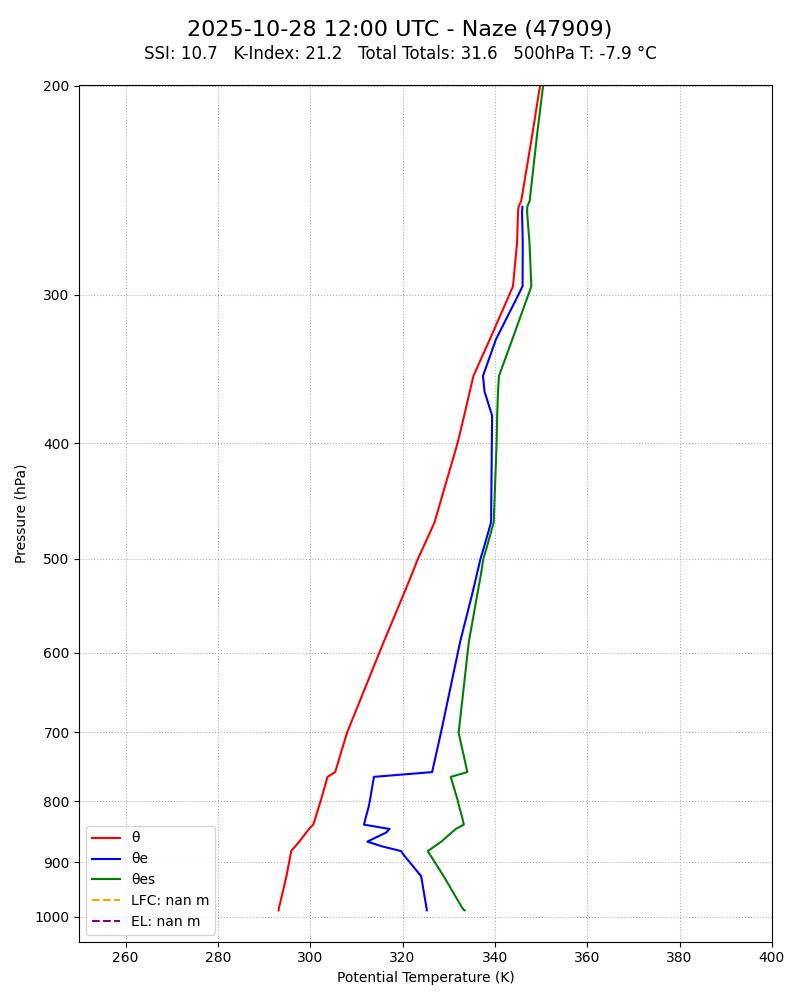 2025-10-28 12:00 UTC - Naze (47909)
SSI: 10.7   K-Index: 21.2   Total Totals: 31.6   500hPa T: -7.9 °C
200
300
400
500
600
700
800
900
1000
Pressure (hPa)
θ
θe
θes
LFC: nan m
EL: nan m
260 280 300 320 340 360 380 400
Potential Temperature (K)